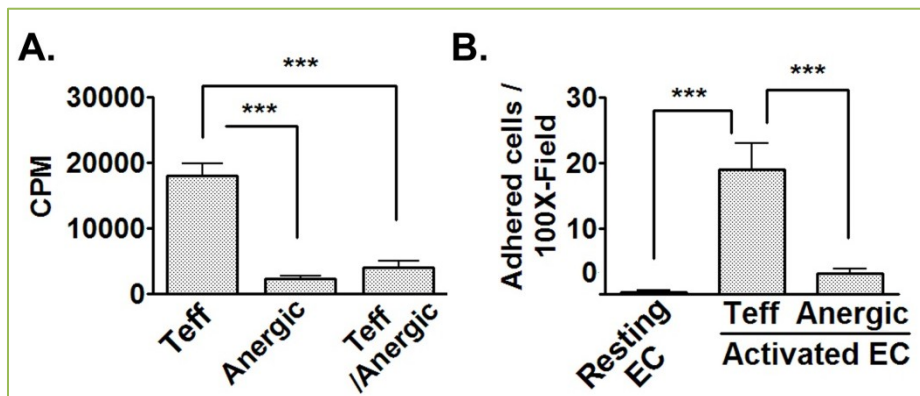 A.
***
***
30000
20000
10000
0
CPM
Teff
Anergic
Teff
/Anergic
B.
***
***
30
20
10
0
Adhered cells /
100X-Field
Resting
EC
Teff Anergic
Activated EC